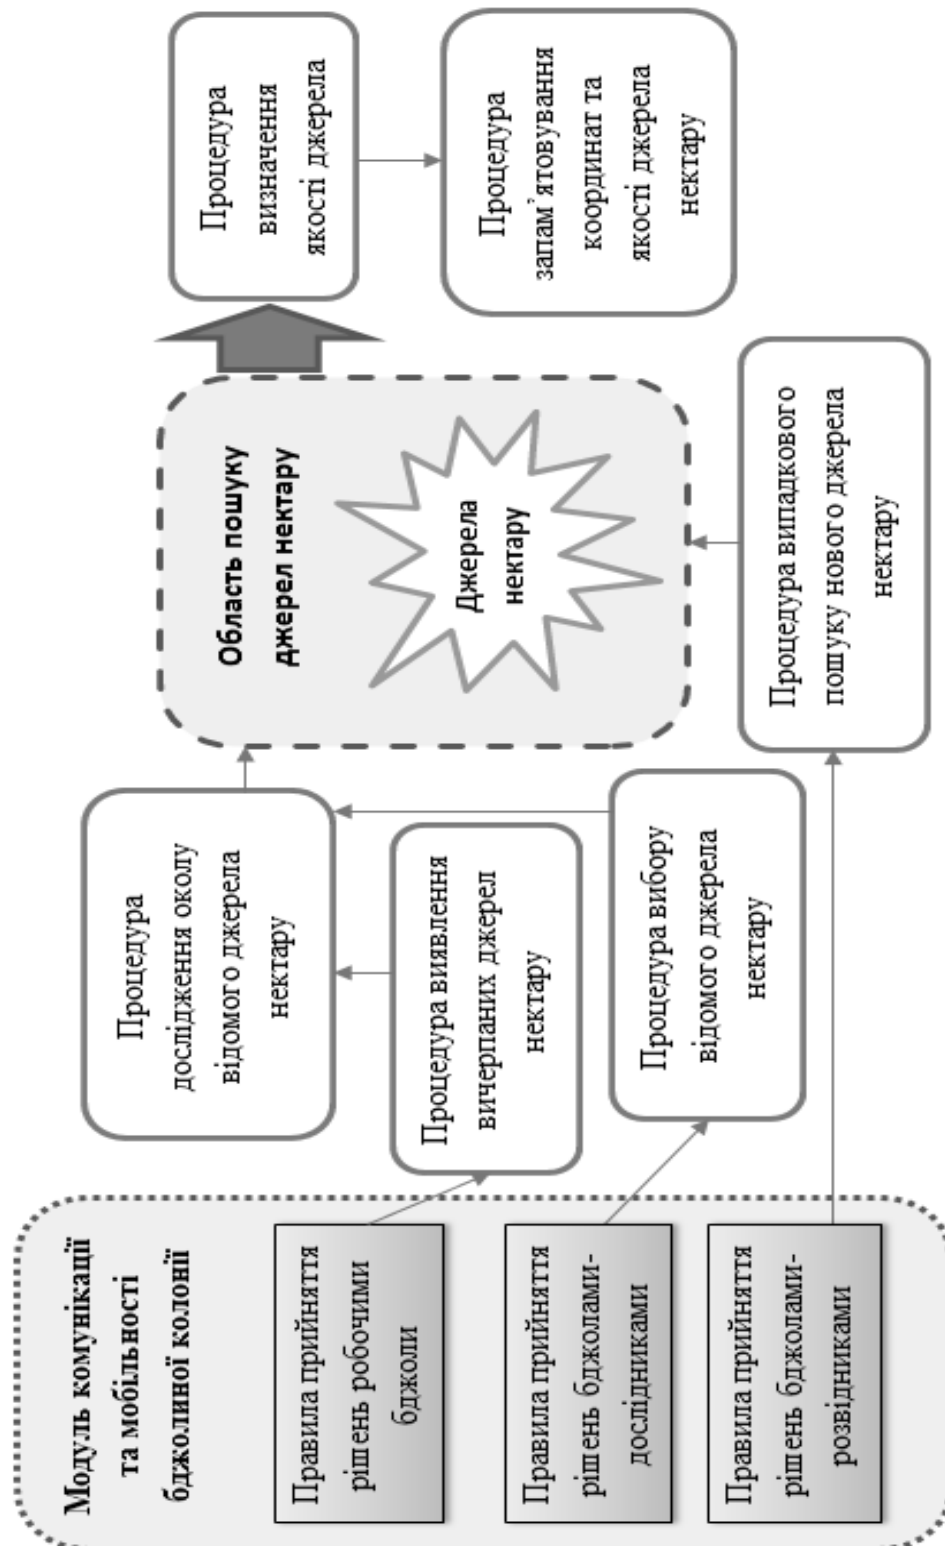 Модуль комунікації
та мобільності
бджолиної колонії
Правила прийняття
рішень робочими
бджоли
Правила прийняття
рішень бджолами-
дослідниками
Правила прийняття
рішень бджолами-
розвідниками
Процедура
дослідження околу
відомого джерела
нектару
Процедура виявлення
вичерпаних джерел
нектару
Процедура вибору
відомого джерела
нектару
Область пошуку
джерел нектару
Джерела
нектару
Процедура випадкового
пошуку нового джерела
нектару
Процедура
визначення
якості джерела
Процедура
запам’ятовування
координат та
якості джерела
нектару